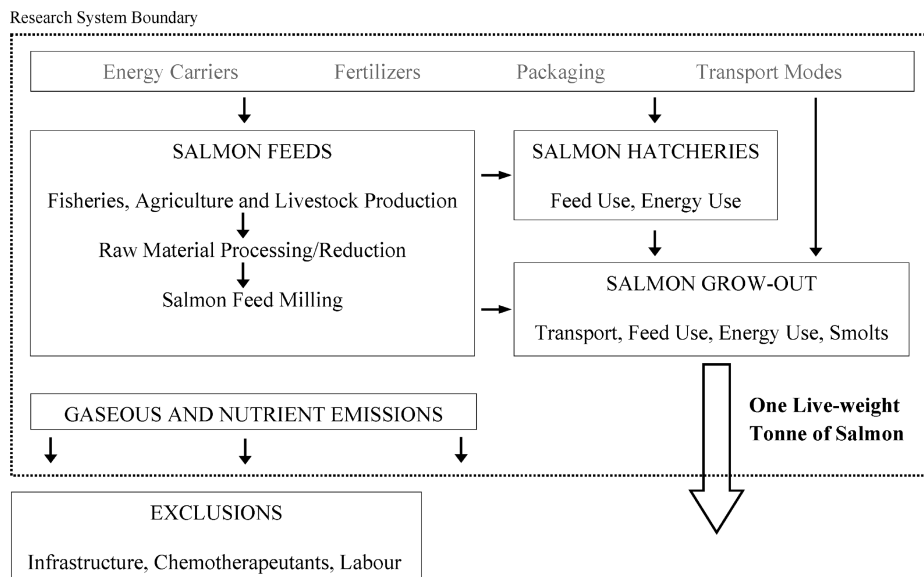 Research System Boundary
Energy Carriers Fertilizers Packaging Transport Modes
SALMON FEEDS
Fisheries, Agriculture and Livestock Production
Raw Material Processing/Reduction
Salmon Feed Milling
SALMON HATCHERIES
Feed Use, Energy Use
SALMON GROW-OUT
Transport, Feed Use, Energy Use, Smolts
GASEOUS AND NUTRIENT EMISSIONS
One Live-weight
Tonne of Salmon
EXCLUSIONS
Infrastructure, Chemotherapeutants, Labour